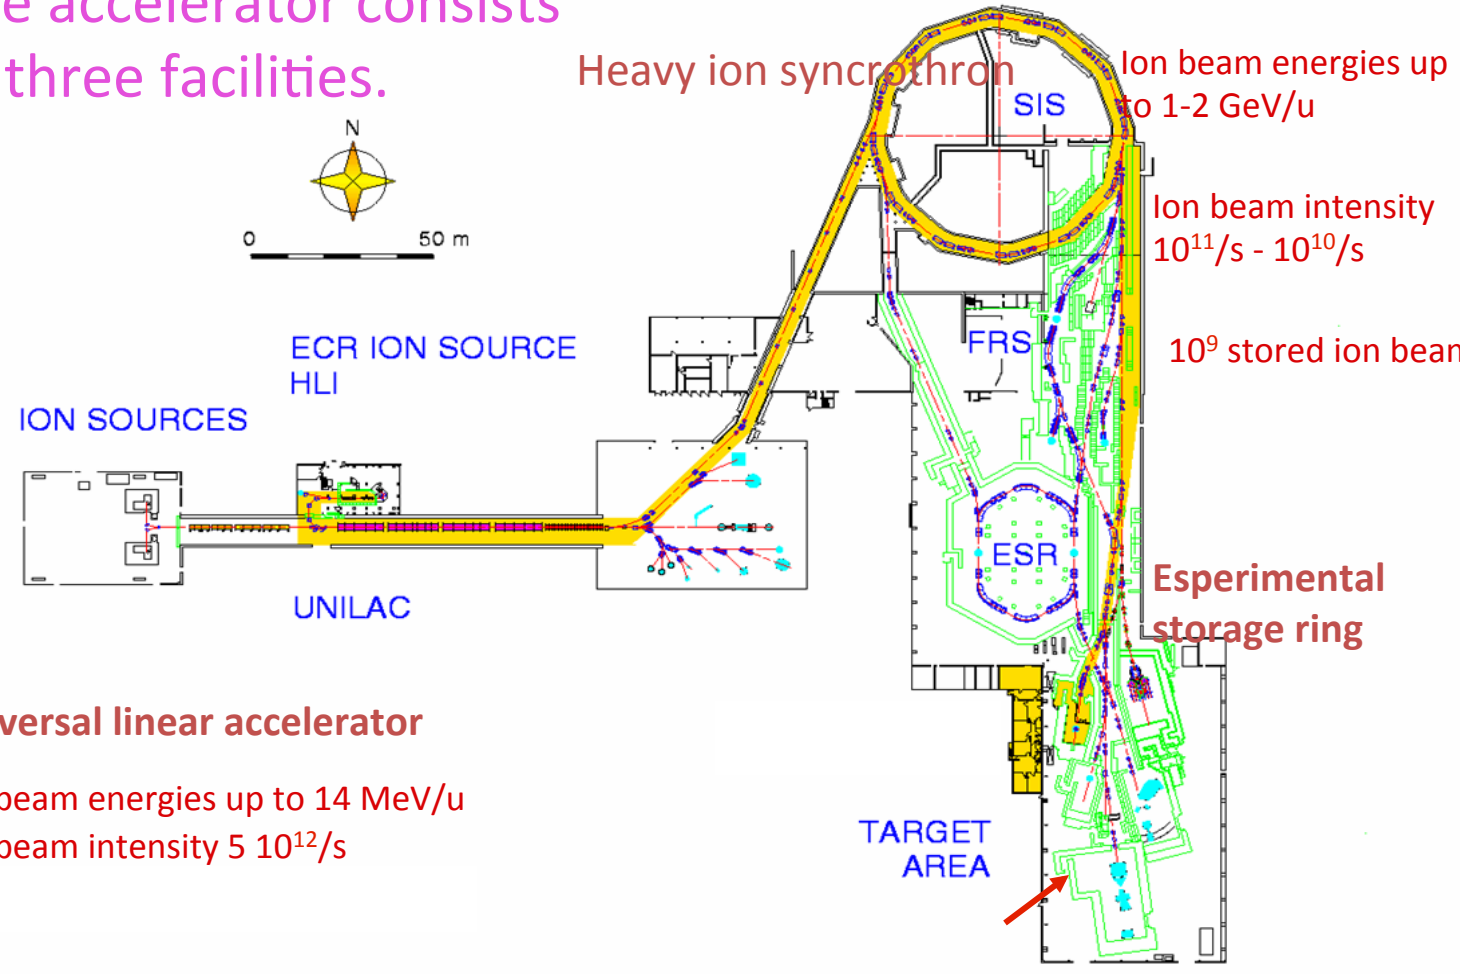 e accelerator consists
three facilities.
Heavy ion syncrothron
Ion beam energies up
to 1-2 GeV/u
SIS
N
0 50 m
Ion beam intensity
10¹¹/s - 10¹⁰/s
ECR ION SOURCE
HLI
FRS
10⁹ stored ion bean
ION SOURCES
ESR
UNILAC
Esperimental
storage ring
versal linear accelerator
beam energies up to 14 MeV/u
beam intensity 5 10¹²/s
TARGET
AREA